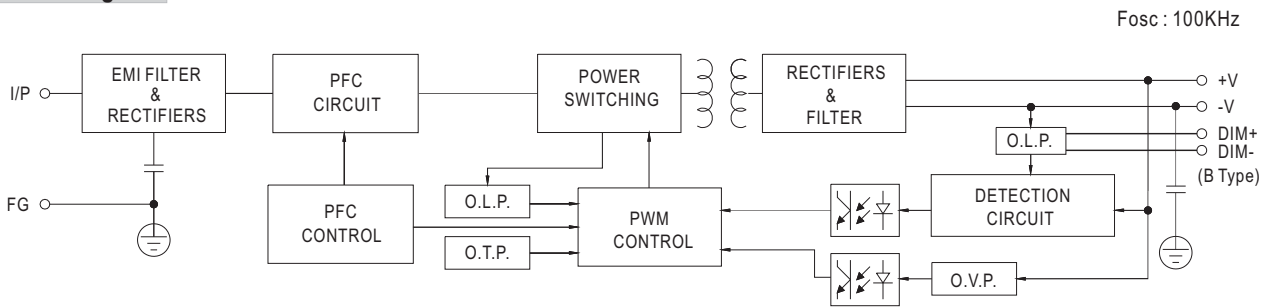 Fosc : 100KHz
I/P
EMI FILTER
&
RECTIFIERS
PFC
CIRCUIT
POWER
SWITCHING
RECTIFIERS
&
FILTER
+V
-V
DIM+
DIM-
(B Type)
O.L.P.
FG
PFC
CONTROL
O.L.P.
O.T.P.
PWM
CONTROL
DETECTION
CIRCUIT
O.V.P.